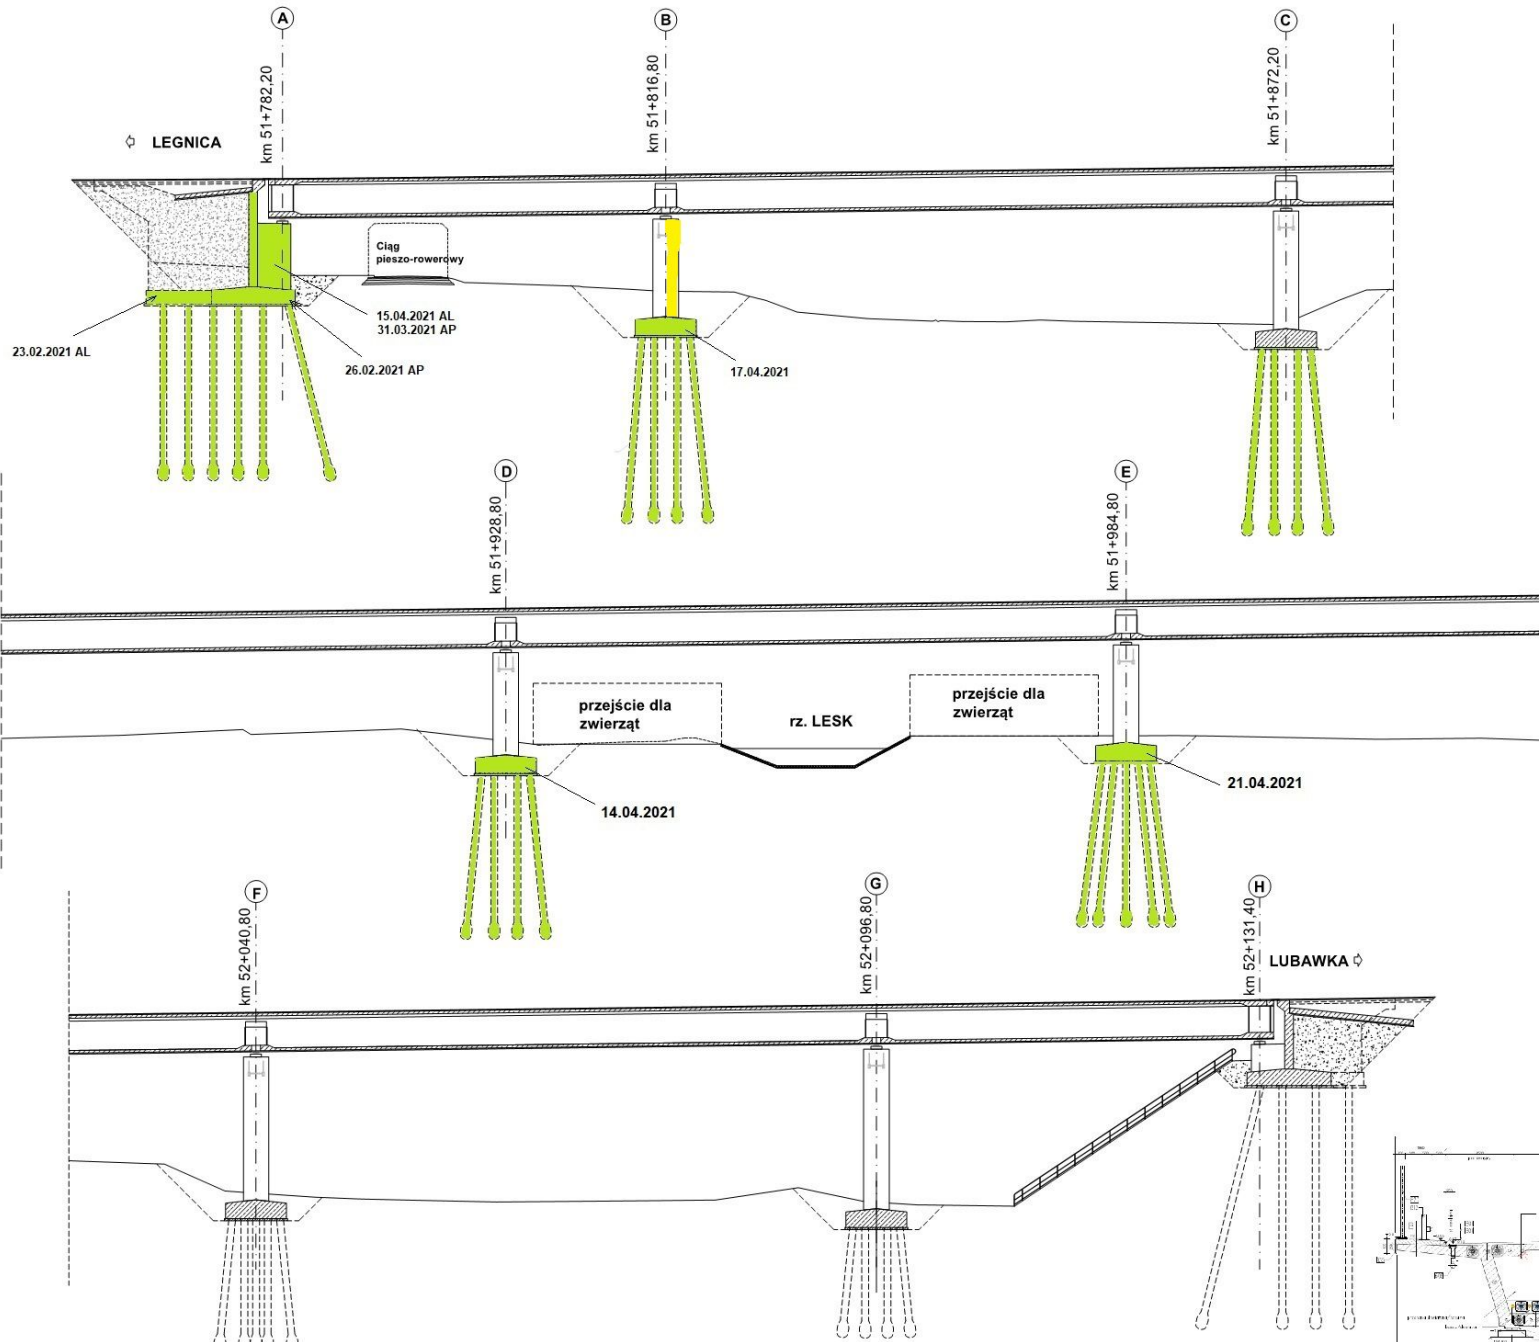 A
B
C
km 51+782,20
km 51+816,80
km 51+872,20
LEGNICA
Ciąg
pieszo-rowerowy
15.04.2021 AL
31.03.2021 AP
23.02.2021 AL
26.02.2021 AP
17.04.2021
D
E
km 51+928,80
km 51+984,80
przejście dla
zwierząt
rz. LESK
przejście dla
zwierząt
14.04.2021
21.04.2021
F
G
H
km 52+040,80
km 52+096,80
km 52+131,40
LUBAWKA